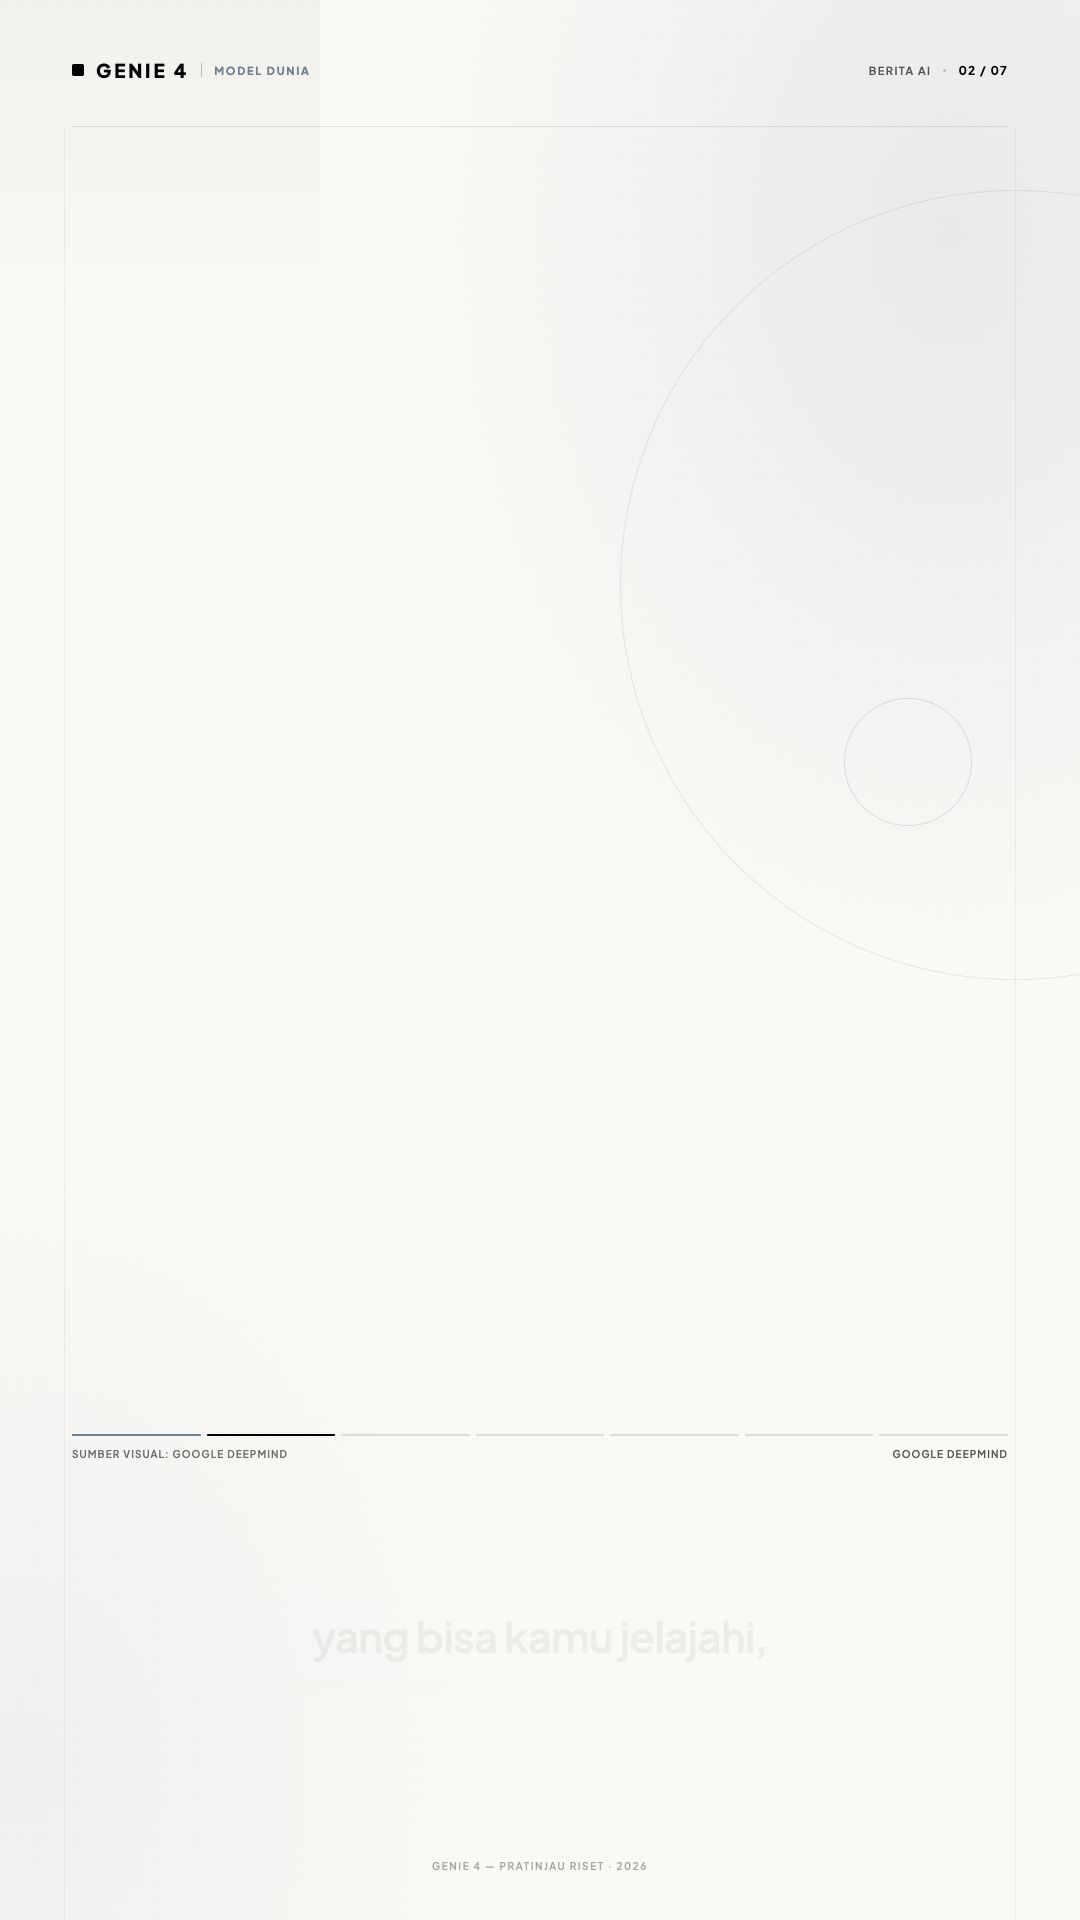 GENIE 4 | MODEL DUNIA
BERITA AI • 02 / 07
SUMBER VISUAL: GOOGLE DEEPMIND
GOOGLE DEEPMIND
yang bisa kamu jelajahi,
GENIE 4 — PRATINJAU RISET · 2026